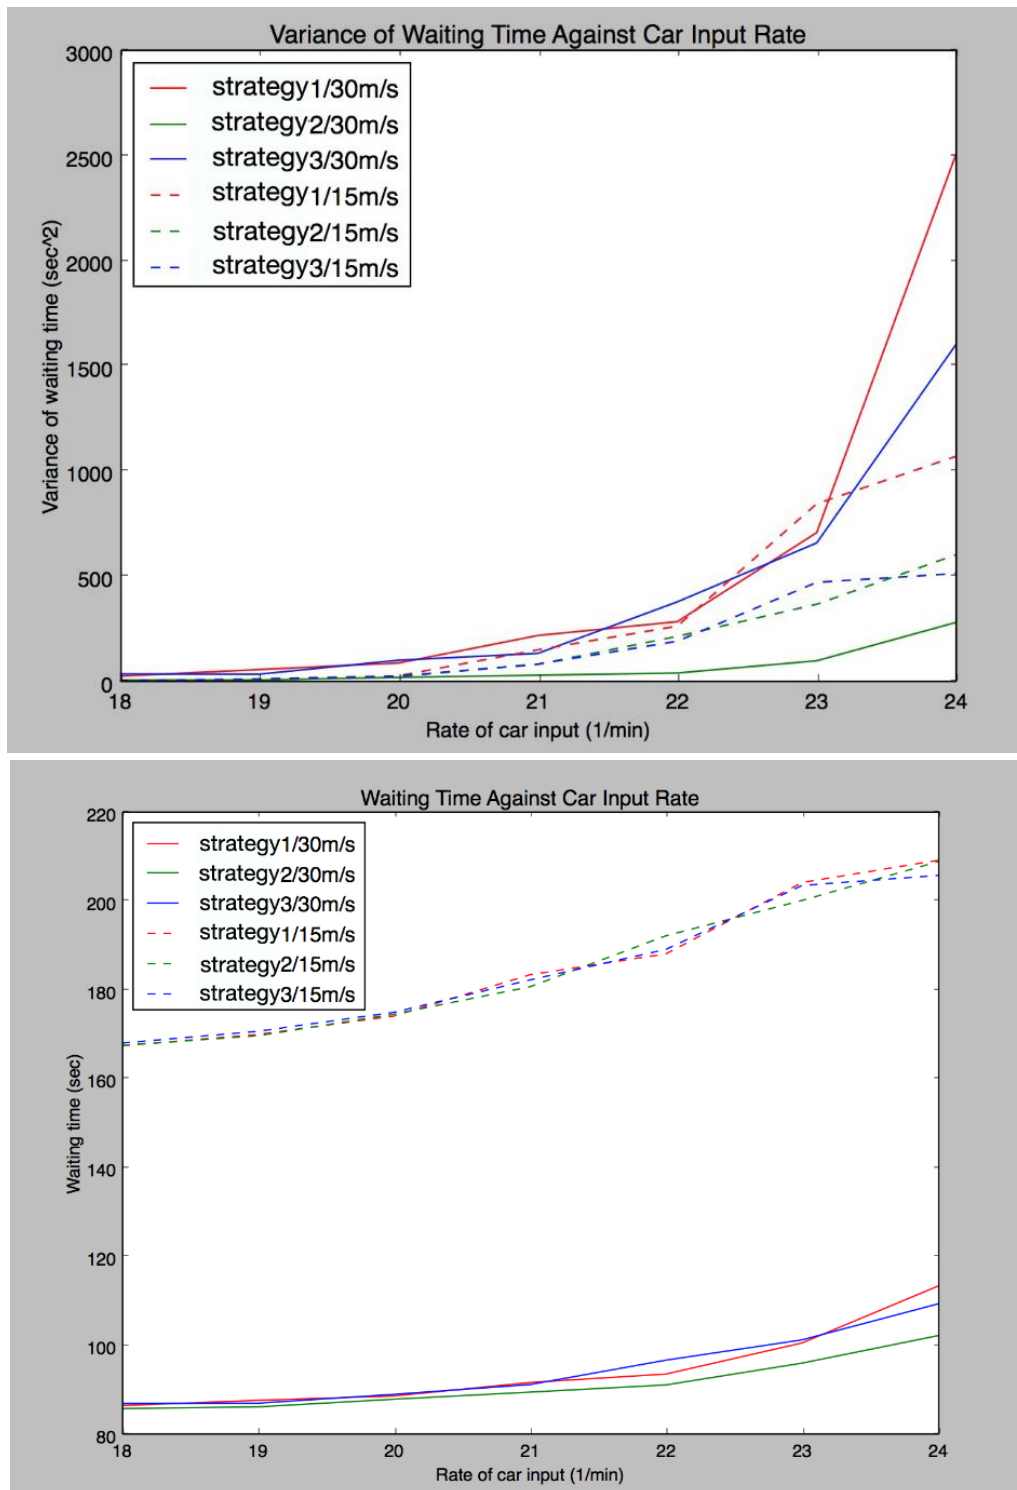 Variance of Waiting Time Against Car Input Rate
3000
2500
2000
1500
1000
500
0
Variance of waiting time (sec^2)
strategy1/30m/s
strategy2/30m/s
strategy3/30m/s
strategy1/15m/s
strategy2/15m/s
strategy3/15m/s
18 19 20 21 22 23 24
Rate of car input (1/min)
Waiting Time Against Car Input Rate
220
200
180
160
140
120
100
80
Waiting time (sec)
strategy1/30m/s
strategy2/30m/s
strategy3/30m/s
strategy1/15m/s
strategy2/15m/s
strategy3/15m/s
18 19 20 21 22 23 24
Rate of car input (1/min)